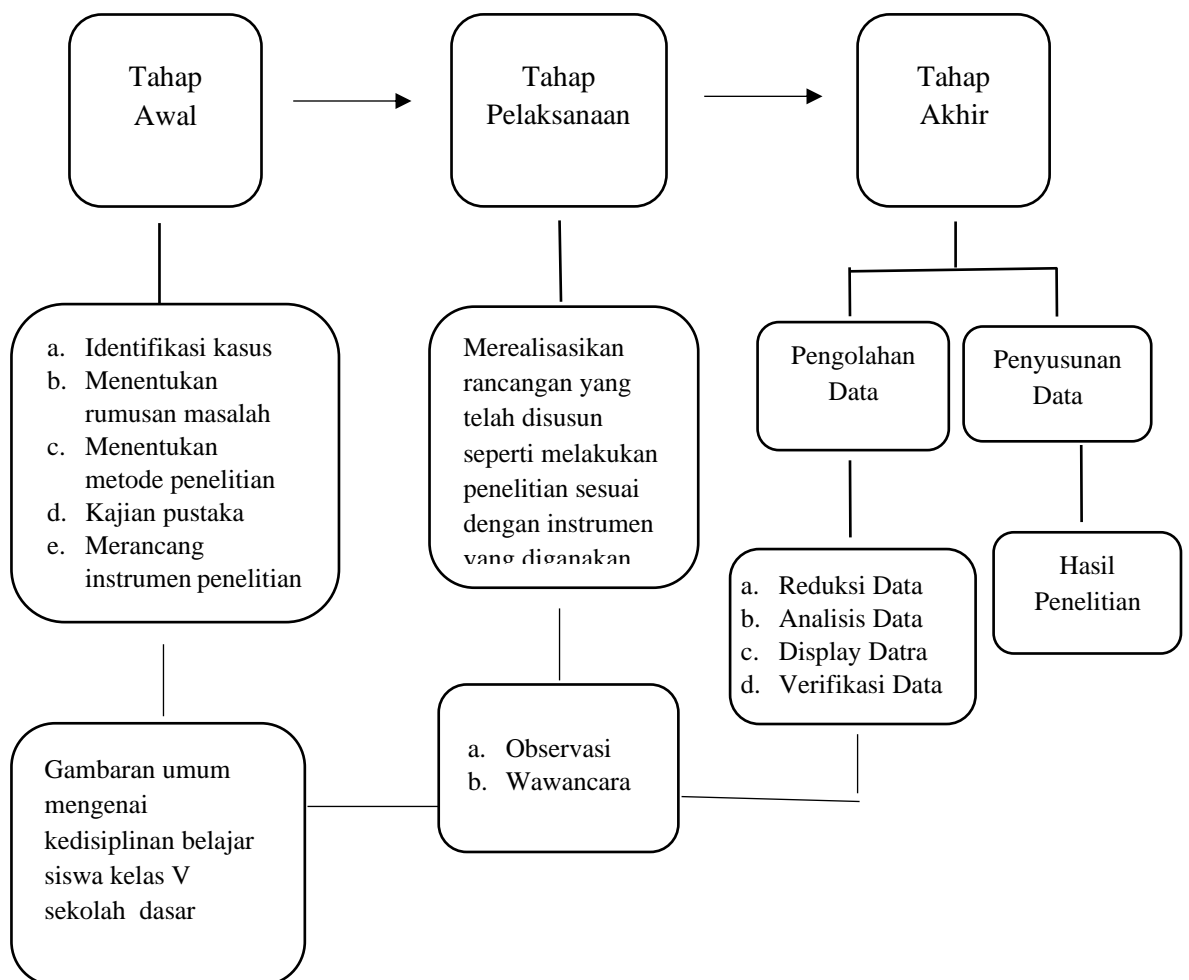 Tahap
Awal
Tahap
Pelaksanaan
Tahap
Akhir
a. Identifikasi kasus
b. Menentukan
rumusan masalah
c. Menentukan
metode penelitian
d. Kajian pustaka
e. Merancang
instrumen penelitian
Merealisasikan
rancangan yang
telah disusun
seperti melakukan
penelitian sesuai
dengan instrumen
yang diganakan
Pengolahan
Data
Penyusunan
Data
a. Reduksi Data
b. Analisis Data
c. Display Datra
d. Verifikasi Data
Hasil
Penelitian
Gambaran umum
mengenai
kedisiplinan belajar
siswa kelas V
sekolah dasar
a. Observasi
b. Wawancara